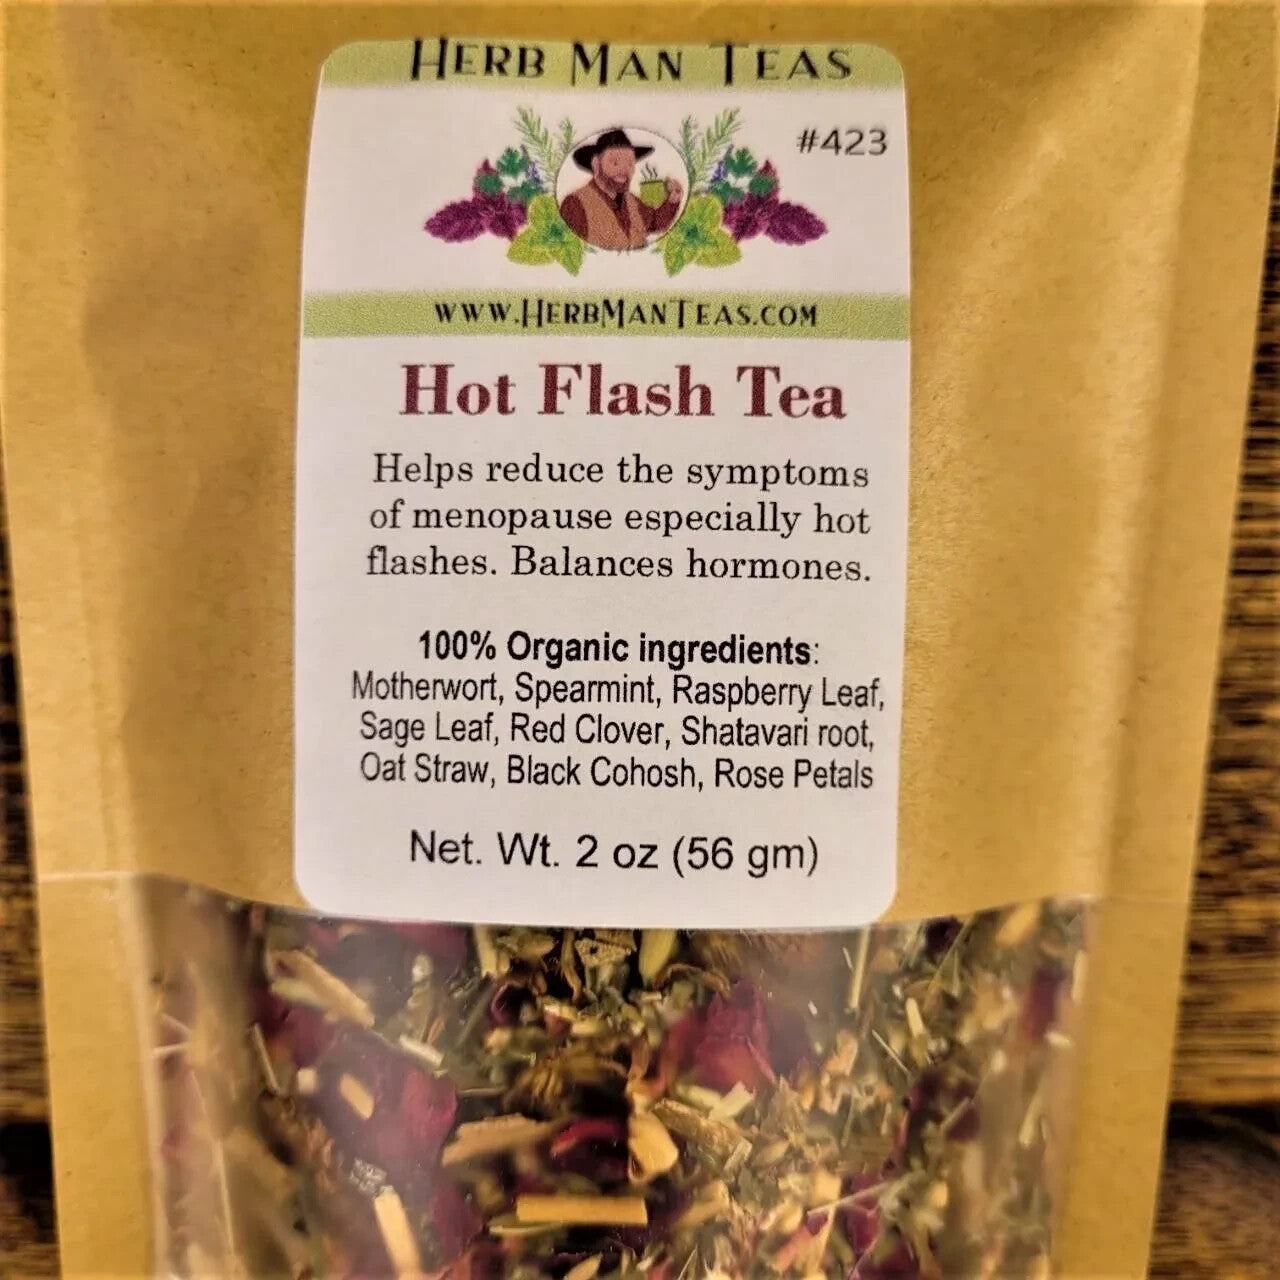 HERB MAN TEAS
#423
WWW.HERBMANTEAS.COM
Hot Flash Tea
Helps reduce the symptoms
of menopause especially hot
flashes. Balances hormones.
100% Organic ingredients:
Motherwort, Spearmint, Raspberry Leaf,
Sage Leaf, Red Clover, Shatavari root,
Oat Straw, Black Cohosh, Rose Petals
Net. Wt. 2 oz (56 gm)